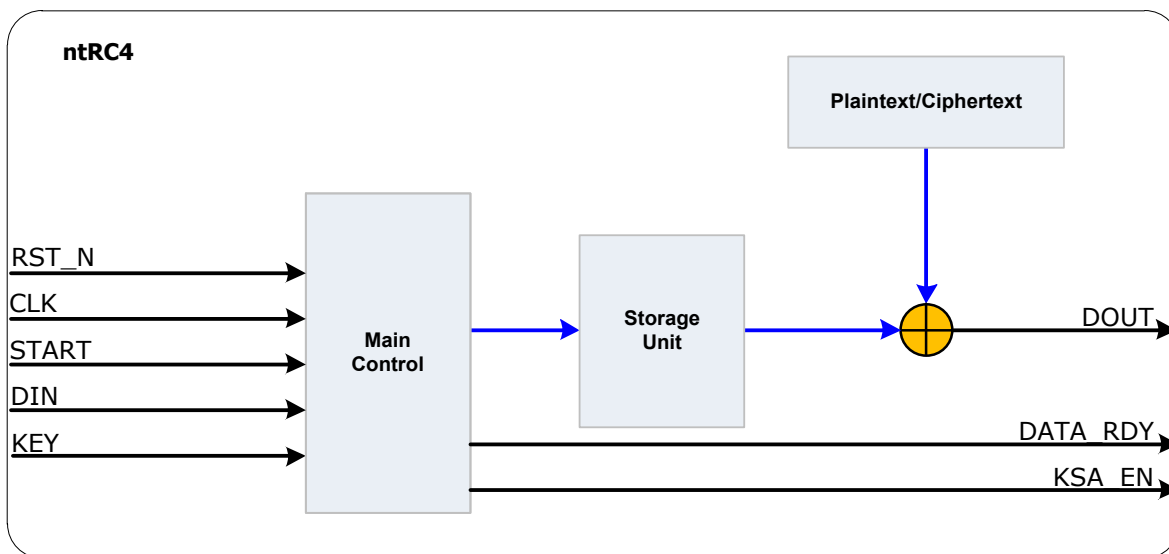 ntRC4
Plaintext/Ciphertext
RST_N
CLK
START
DIN
KEY
Main
Control
Storage
Unit
DOUT
DATA_RDY
KSA_EN